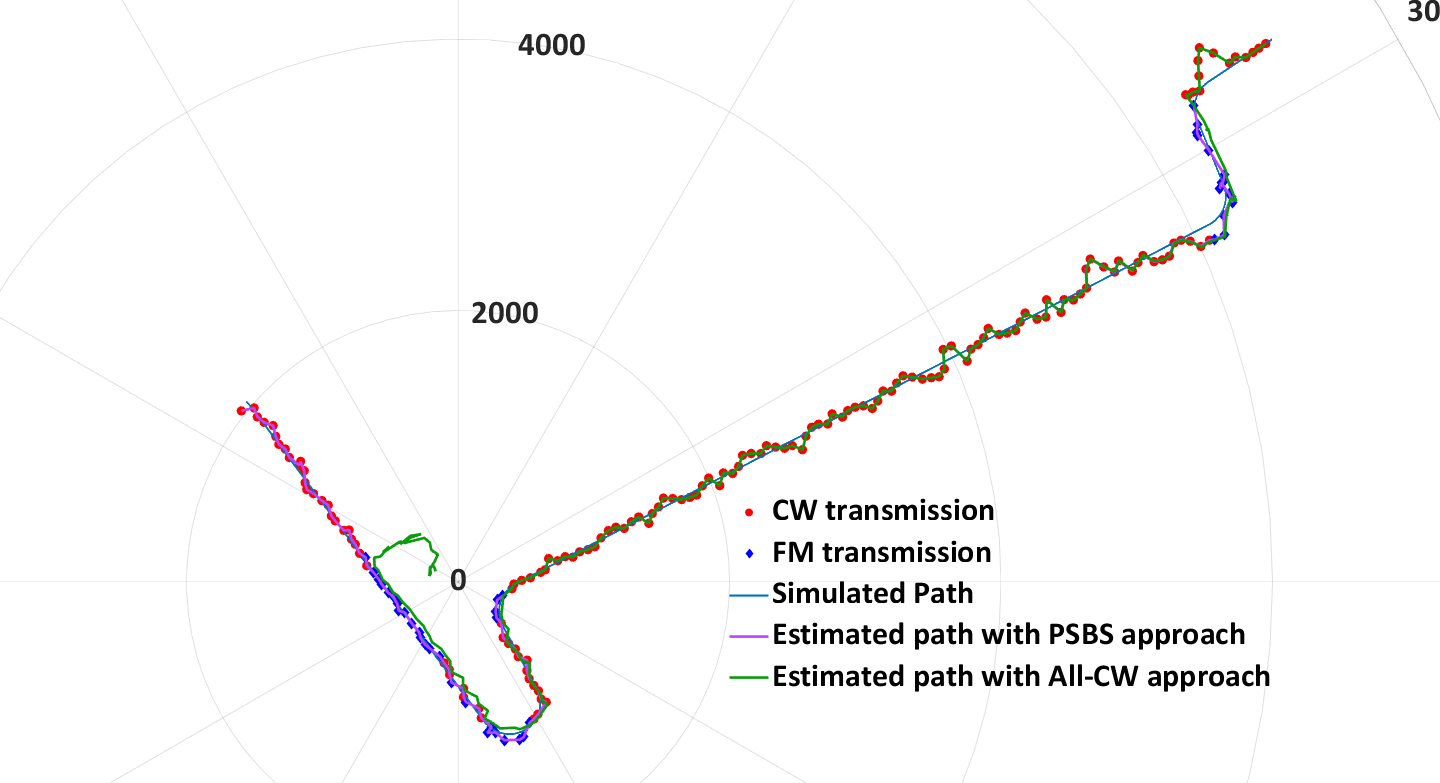 30
4000
2000
0
CW transmission
FM transmission
Simulated Path
Estimated path with PSBS approach
Estimated path with All-CW approach